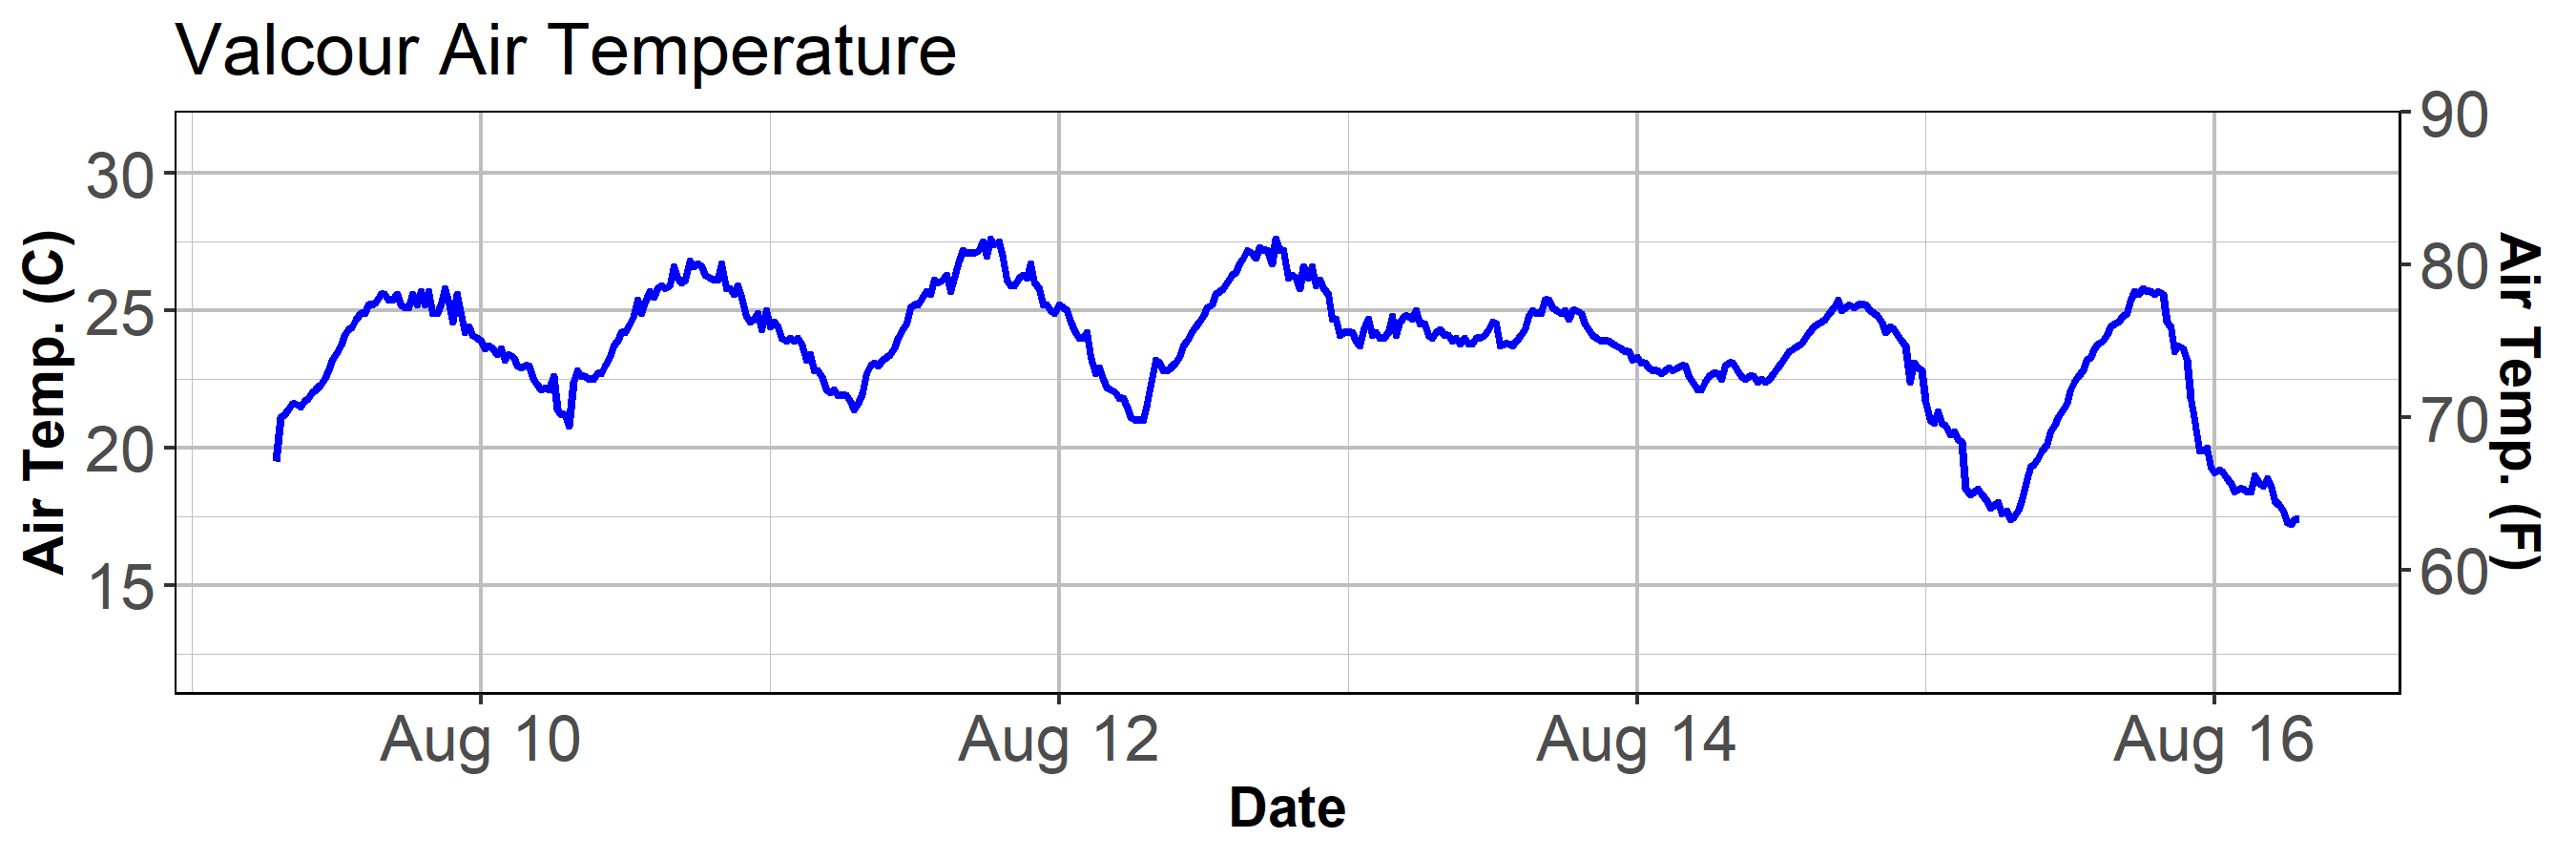 Valcour Air Temperature
Air Temp. (C)
30
25
20
15
90
80
70
60
Air Temp. (F)
Aug 10
Aug 12
Aug 14
Aug 16
Date